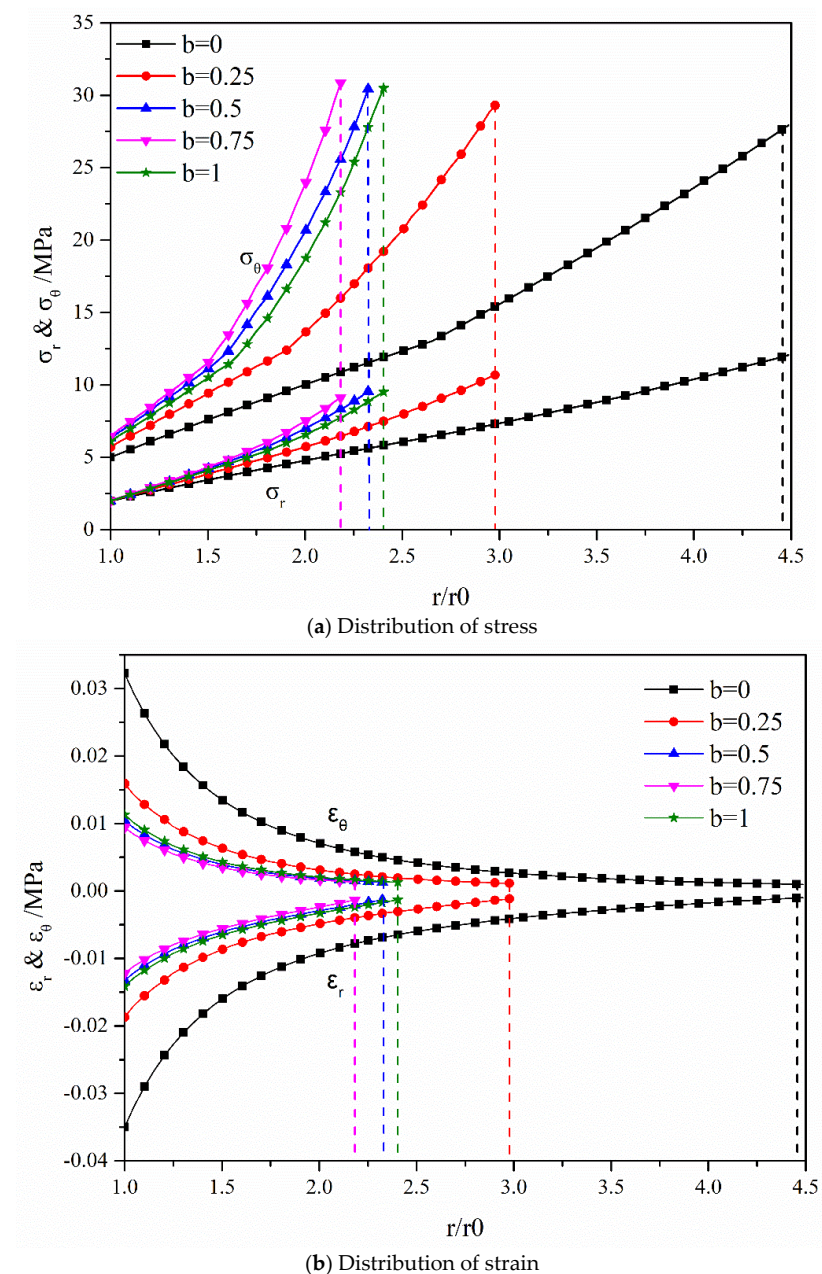 35
30
25
20
15
10
5
0
σr & σθ /MPa
b=0
b=0.25
b=0.5
b=0.75
b=1
σθ
σr
1.0 1.5 2.0 2.5 3.0 3.5 4.0 4.5
r/r0
(a) Distribution of stress
0.03
0.02
0.01
0.00
-0.01
-0.02
-0.03
-0.04
εr & εθ /MPa
b=0
b=0.25
b=0.5
b=0.75
b=1
εθ
εr
1.0 1.5 2.0 2.5 3.0 3.5 4.0 4.5
r/r0
(b) Distribution of strain